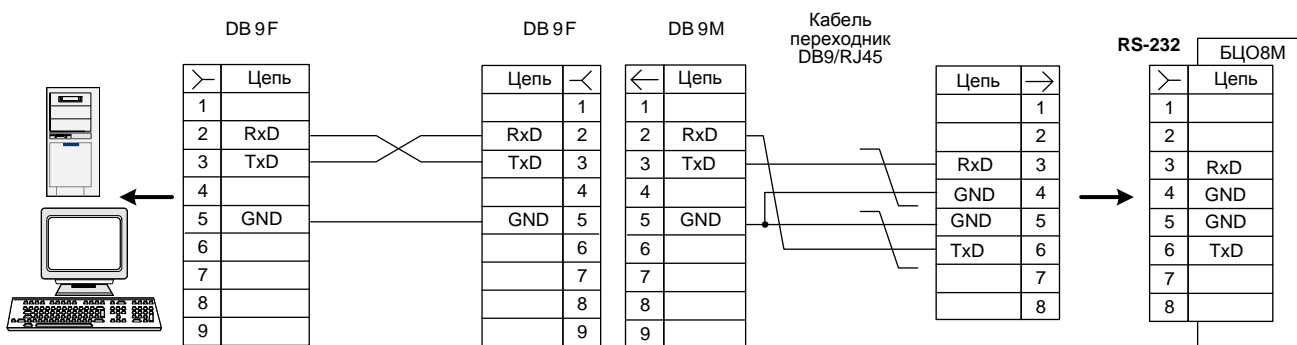 DB 9 F
Цепь
1
2 RxD
3 TxD
4
5 GND
6
7
8
9
DB 9 F
Цепь
1
RxD 2
TxD 3
4
GND 5
6
7
8
9
DB 9M
Цепь
1
2 RxD
3 TxD
4
5 GND
6
7
8
9
Кабель
переходник
DB9/RJ45
Цепь
1
2
RxD 3
GND 4
GND 5
TxD 6
7
8
RS-232
БЦО8М
Цепь
1
2
3 RxD
4 GND
5 GND
6 TxD
7
8